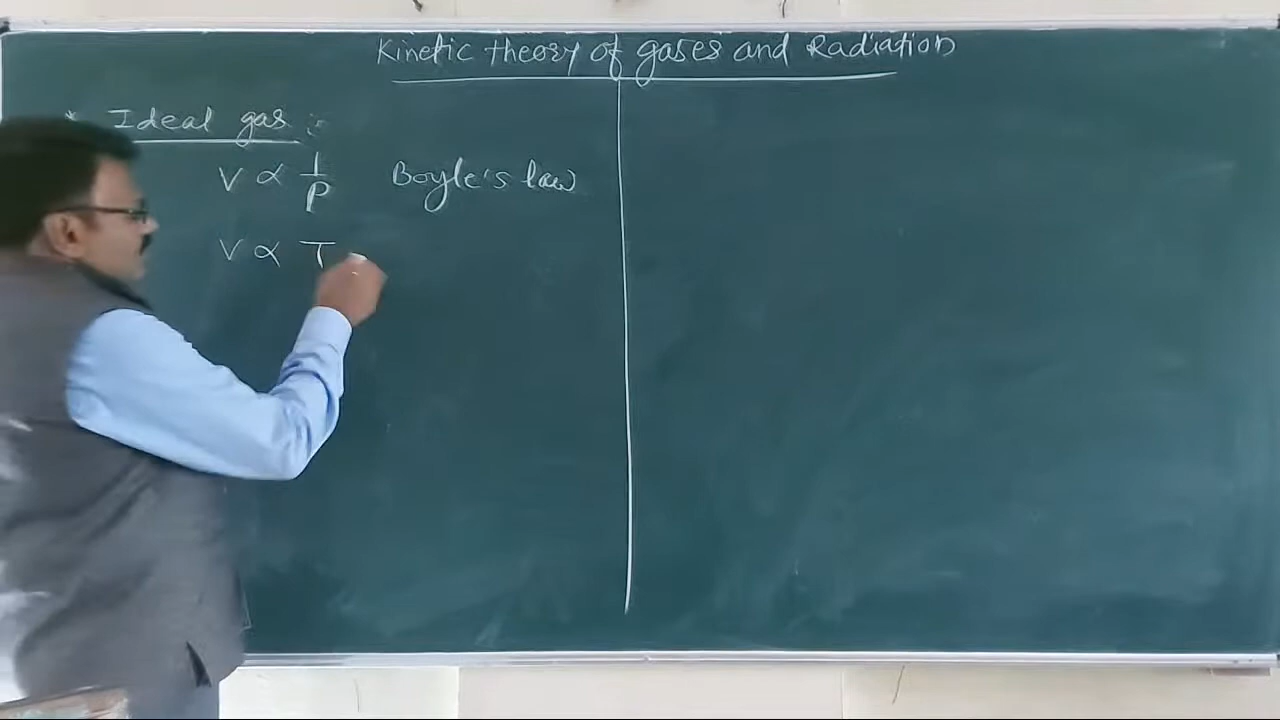 Kinetic theory of gases and Radiation
* Ideal gas :
V ∝ 1/P Boyle's law
V ∝ T